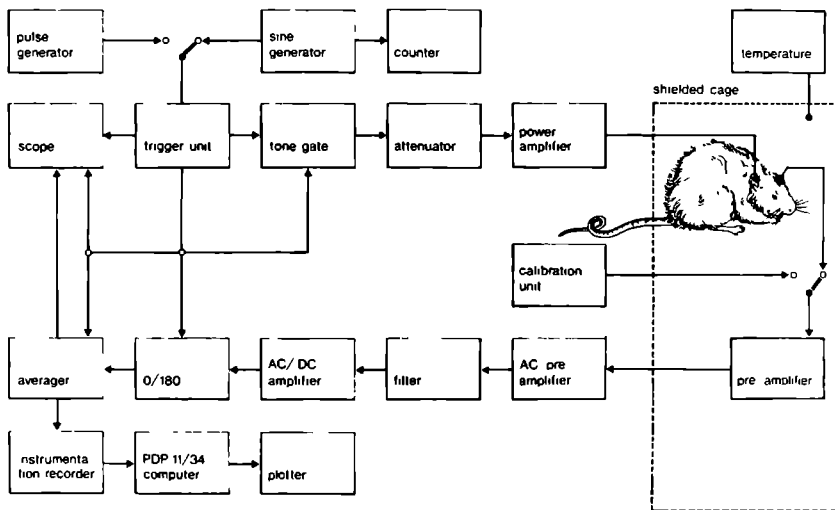 pulse
generator
sine
generator
counter
temperature
shielded cage
scope
trigger unit
tone gate
attenuator
power
amplifier
calibration
unit
averager
0/180
AC/DC
amplifier
filter
AC pre
amplifier
pre amplifier
instrumenta
tion recorder
PDP 11/34
computer
plotter